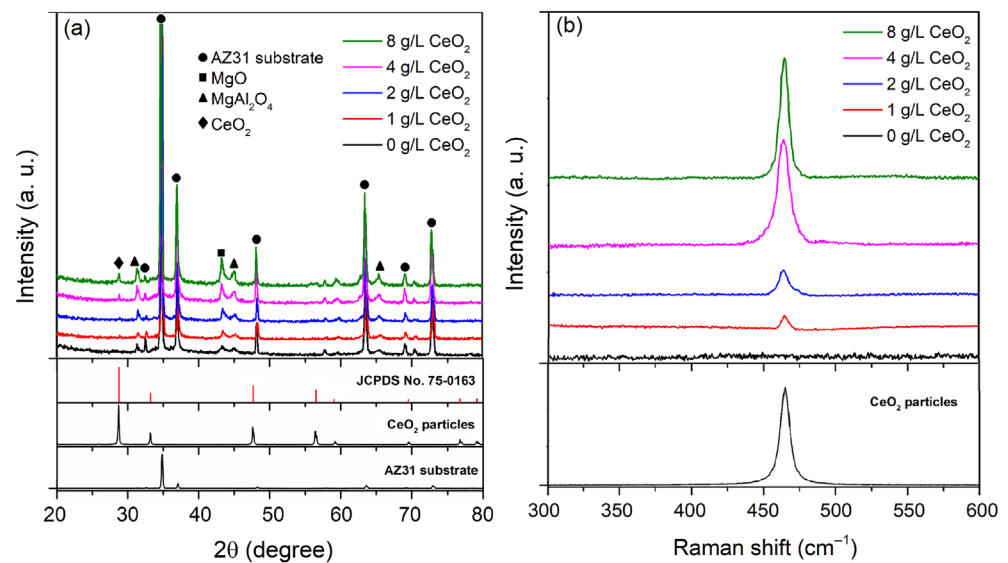 (a)
AZ31 substrate
MgO
MgAl₂O₄
CeO₂
8 g/L CeO₂
4 g/L CeO₂
2 g/L CeO₂
1 g/L CeO₂
0 g/L CeO₂
Intensity (a. u.)
JCPDS No. 75-0163
CeO₂ particles
AZ31 substrate
20 30 40 50 60 70 80
2θ (degree)
(b)
8 g/L CeO₂
4 g/L CeO₂
2 g/L CeO₂
1 g/L CeO₂
0 g/L CeO₂
Intensity (a. u.)
CeO₂ particles
300 350 400 450 500 550 600
Raman shift (cm⁻¹)